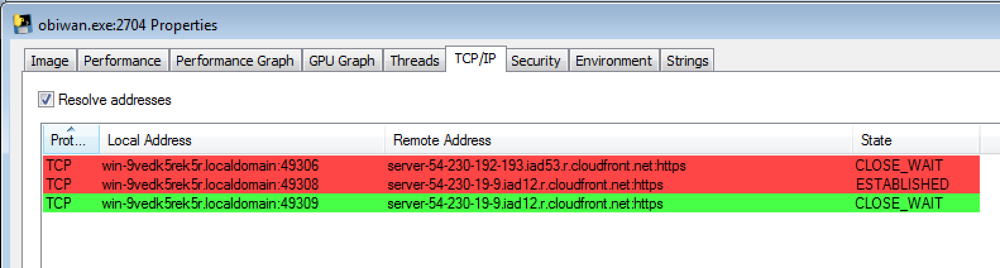 obiwan.exe:2704 Properties
Image Performance Performance Graph GPU Graph Threads TCP/IP Security Environment Strings
Resolve addresses
Prot... Local Address Remote Address State
TCP win-9vedk5rek5r.localdomain:49306 server-54-230-192-193.iad53.r.cloudfront.net:https CLOSE_WAIT
TCP win-9vedk5rek5r.localdomain:49308 server-54-230-19-9.iad12.r.cloudfront.net:https ESTABLISHED
TCP win-9vedk5rek5r.localdomain:49309 server-54-230-19-9.iad12.r.cloudfront.net:https CLOSE_WAIT